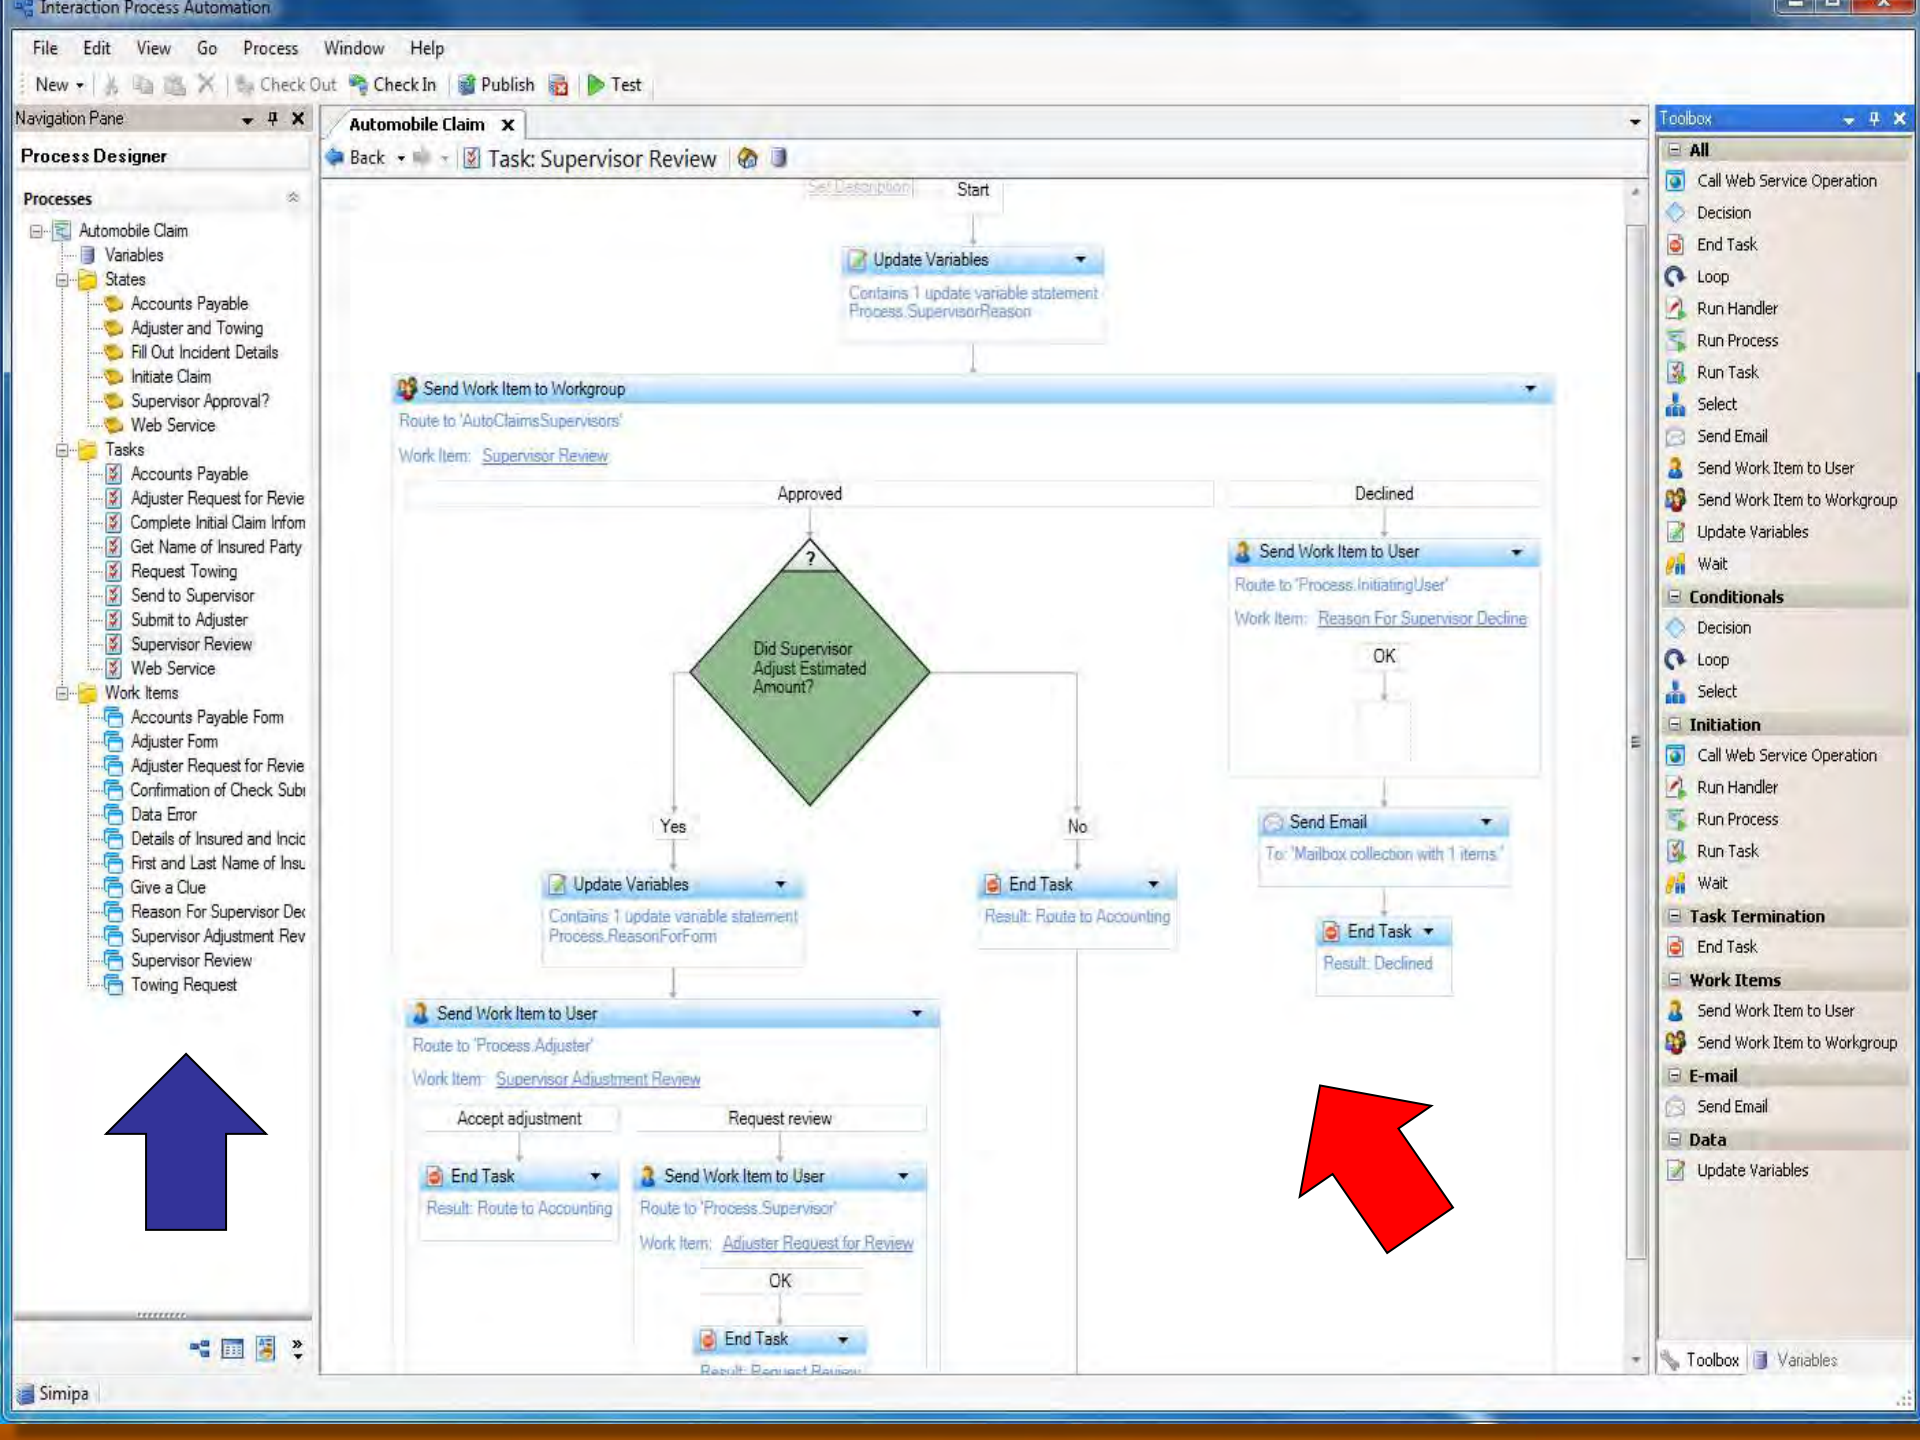 Interaction Process Automation
File Edit View Go Process Window Help
New Check Out Check In Publish Test
Navigation Pane
Process Designer
Processes
Automobile Claim
Variables
States
Accounts Payable
Adjuster and Towing
Fill Out Incident Details
Initiate Claim
Supervisor Approval?
Web Service
Tasks
Accounts Payable
Adjuster Request for Revie
Complete Initial Claim Inform
Get Name of Insured Party
Request Towing
Send to Supervisor
Submit to Adjuster
Supervisor Review
Web Service
Work Items
Accounts Payable Form
Adjuster Form
Adjuster Request for Revie
Confirmation of Check Sub
Data Error
Details of Insured and Incid
First and Last Name of Insu
Give a Clue
Reason For Supervisor Dec
Supervisor Adjustment Rev
Supervisor Review
Towing Request
Simipa
Automobile Claim x
Back Task: Supervisor Review
Set Description Start
Update Variables
Contains 1 update variable statement
Process.SupervisorReason
Send Work Item to Workgroup
Route to 'AutoClaimsSupervisors'
Work Item: Supervisor Review
Approved
?
Did Supervisor
Adjust Estimated
Amount?
Yes
No
Update Variables
Contains 1 update variable statement
Process.ReasonForForm
End Task
Result: Route to Accounting
Send Work Item to User
Route to 'Process.Adjuster'
Work Item: Supervisor Adjustment Review
Accept adjustment
End Task
Result: Route to Accounting
Request review
Send Work Item to User
Route to 'Process.Supervisor'
Work Item: Adjuster Request for Review
OK
End Task
Result: Request Review
Declined
Send Work Item to User
Route to 'Process.InitiatingUser'
Work Item: Reason For Supervisor Decline
OK
Send Email
To: 'Mailbox collection with 1 items.'
End Task
Result: Declined
Toolbox
All
Call Web Service Operation
Decision
End Task
Loop
Run Handler
Run Process
Run Task
Select
Send Email
Send Work Item to User
Send Work Item to Workgroup
Update Variables
Wait
Conditionals
Decision
Loop
Select
Initiation
Call Web Service Operation
Run Handler
Run Process
Run Task
Wait
Task Termination
End Task
Work Items
Send Work Item to User
Send Work Item to Workgroup
E-mail
Send Email
Data
Update Variables
Toolbox Variables